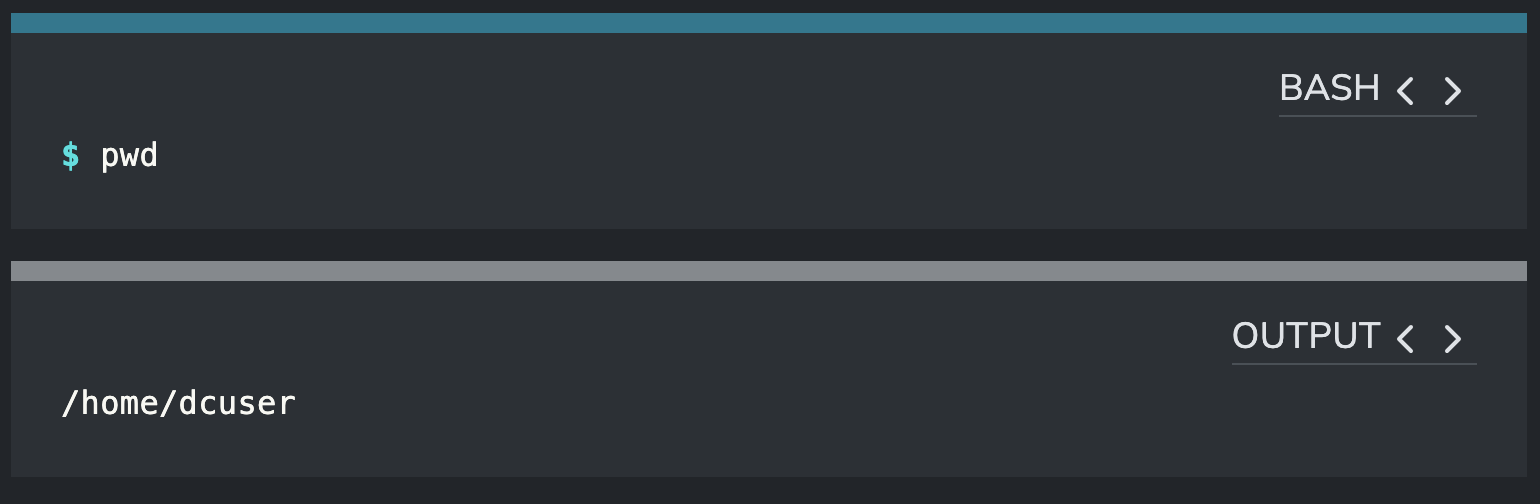 BASH < >
$ pwd
OUTPUT < >
/home/dcuser